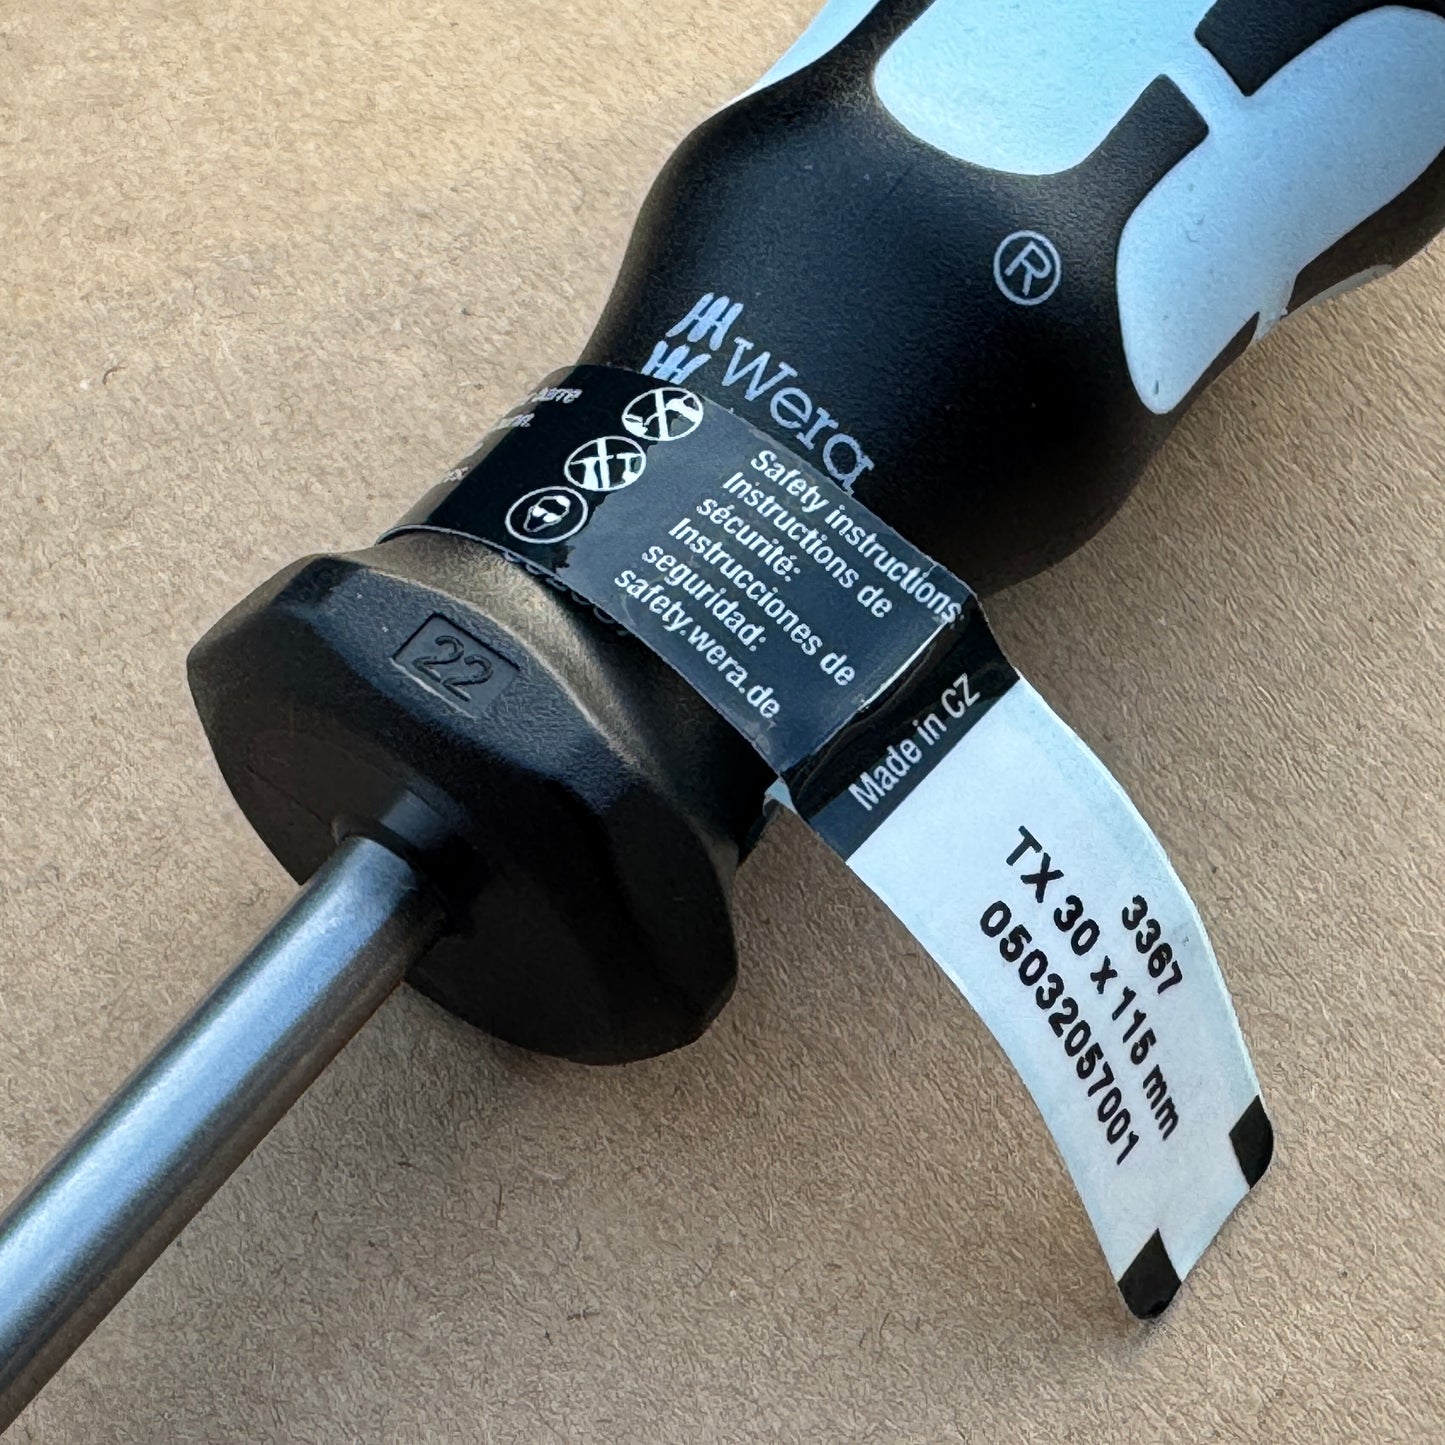 ®
Wera
Safety instructions:
Instructions de
sécurité:
Instrucciones de
seguridad:
safety.wera.de
22
Made in CZ
3367
TX 30 x 115 mm
05032057001